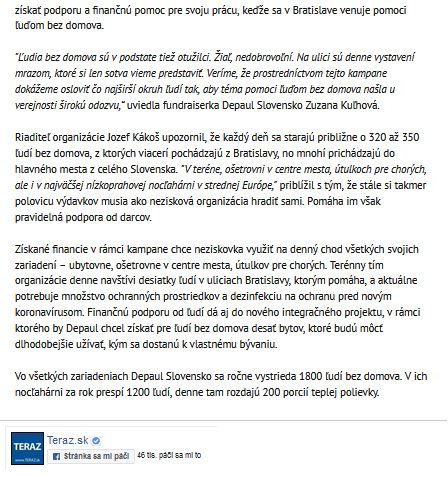 získať podporu a finančnú pomoc pre svoju prácu, keďže sa v Bratislave venuje pomoci
ľuďom bez domova.
"Ľudia bez domova sú v podstate tiež otužilci. Žiaľ, nedobrovoľní. Na ulici sú denne vystavení
mrazom, ktoré si len sotva vieme predstaviť. Veríme, že prostredníctvom tejto kampane
dokážeme osloviť čo najširší okruh ľudí tak, aby téma pomoci ľuďom bez domova našla u
verejnosti širokú odozvu," uviedla fundraiserka Depaul Slovensko Zuzana Kuľhová.
Riaditeľ organizácie Jozef Kákoš upozornil, že každý deň sa starajú približne o 320 až 350
ľudí bez domova, z ktorých viacerí pochádzajú z Bratislavy, no mnohí prichádzajú do
hlavného mesta z celého Slovenska. "V teréne, ošetrovni v centre mesta, útulkoch pre chorých,
ale i v najväčšej nízkoprahovej nocľahárni v strednej Európe," priblížil s tým, že stále si takmer
polovicu výdavkov musia ako nezisková organizácia hradiť sami. Pomáha im však
pravidelná podpora od darcov.
Získané financie v rámci kampane chce neziskovka využiť na denný chod všetkých svojich
zariadení – ubytovne, ošetrovne v centre mesta, útulkov pre chorých. Terénny tím
organizácie denne navštívi desiatky ľudí v uliciach Bratislavy, ktorým pomáha, a aktuálne
potrebuje množstvo ochranných prostriedkov a dezinfekciu na ochranu pred novým
koronavírusom. Finančnú podporu od ľudí dá aj do nového integračného projektu, v rámci
ktorého by Depaul chcel získať pre ľudí bez domova desať bytov, ktoré budú môcť
dlhodobejšie užívať, kým sa dostanú k vlastnému bývaniu.
Vo všetkých zariadeniach Depaul Slovensko sa ročne vystrieda 1800 ľudí bez domova. V ich
nocľahárni za rok prespí 1200 ľudí, denne tam rozdajú 200 porcií teplej polievky.
TERAZ
www.TERAZ.sk
Teraz.sk
Stránka sa mi páči
46 tis. páči sa mi to